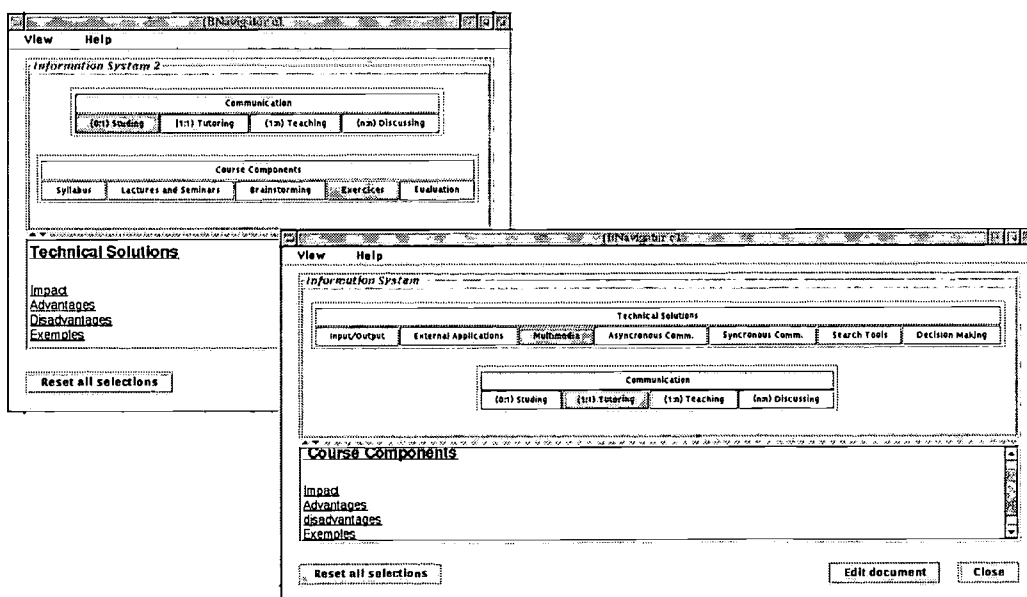 (BNavigator c)
View Help
Information System 2
Communication
(0:1) Studing (1:1) Tutoring (1:n) Teaching (n:n) Discussing
Course Components
Syllabus Lactures and Seminars Brainstorming Exercices Evaluation
Technical Solutions
Impact
Advantages
Disadvantages
Exemples
Reset all selections
(BNavigator c)
View Help
Information System
Technical Solutions
Input/Output External Applications Multimedia Asyncronous Comm. Syncronous Comm. Search Tools Decision Making
Communication
(0:1) Studing (1:1) Tutoring (1:n) Teaching (n:n) Discussing
Course Components
Impact
Advantages
disadvantages
Exemples
Reset all selections Edit document Close